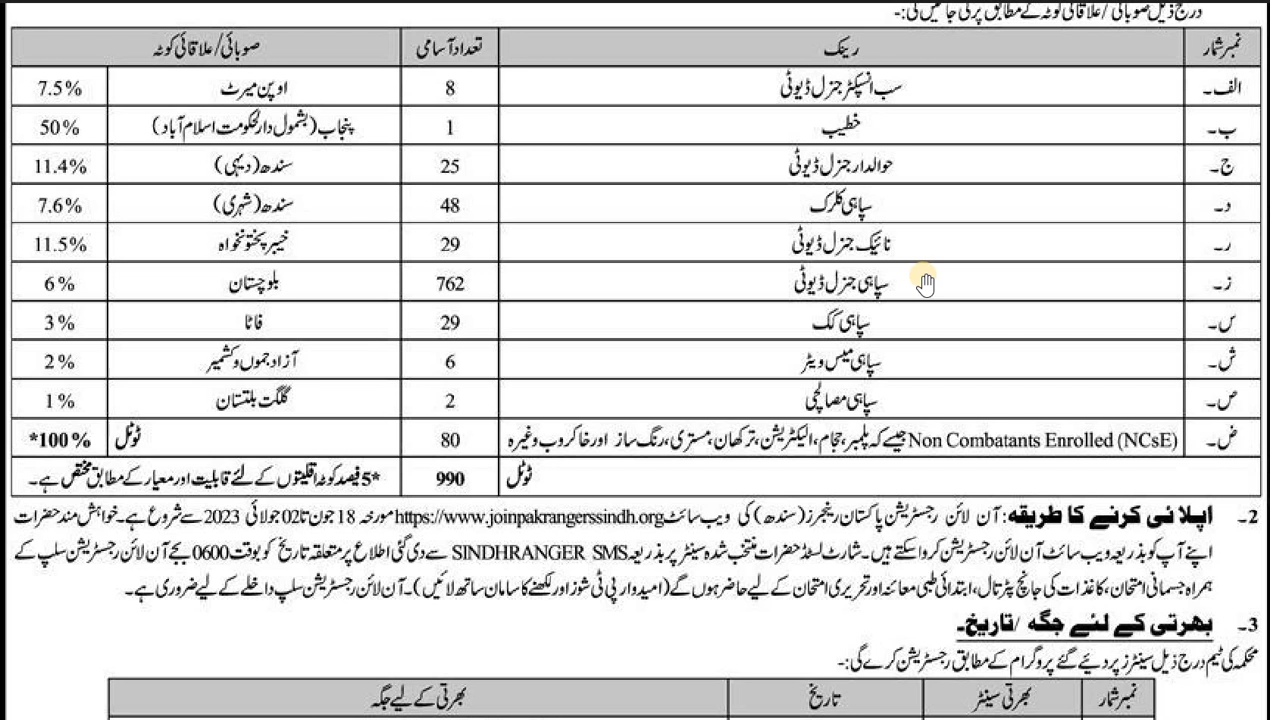 درج ذیل صوبائی /علاقائی کوٹہ کے مطابق پرکی جائیں گی:-
نمبرشمار رینک تعداد آسامی صوبائی/علاقائی کوٹہ
الف۔ سب انسپکٹر جنرل ڈیوٹی 8 اوپن میرٹ 7.5%
ب۔ خطیب 1 پنجاب (بشمول دارالحکومت اسلام آباد) 50%
ج۔ حوالدار جنرل ڈیوٹی 25 سندھ (دیہی) 11.4%
د۔ سپاہی کلرک 48 سندھ (شہری) 7.6%
ر۔ نائیک جنرل ڈیوٹی 29 خیبر پختونخواہ 11.5%
ز۔ سپاہی جنرل ڈیوٹی 762 بلوچستان 6%
س۔ سپاہی کک 29 فاٹا 3%
ش۔ سپاہی میس ویٹر 6 آزاد جموں وکشمیر 2%
ص۔ سپاہی مصالچی 2 گلگت بلتستان 1%
ض۔ Non Combatants Enrolled (NCsE) جیسے کہ پلمبر، حجام، الیکٹریشن، ترکھان، مستری، رنگ ساز اور خاکروب وغیرہ 80 ٹوٹل 100%*
ٹوٹل 990 *5 فیصد کوٹہ اقلیتوں کے لئے قابلیت اور معیار کے مطابق مختص ہے۔
2۔ اپلائی کرنے کا طریقہ: آن لائن رجسٹریشن پاکستان رینجرز (سندھ) کی ویب سائٹ https://www.joinpakrangerssindh.org مورخہ 18 جون تا 02 جولائی 2023 سے شروع ہے۔ خواہش مند حضرات
اپنے آپ کو بذریعہ ویب سائٹ آن لائن رجسٹریشن کروا سکتے ہیں۔ شارٹ لسٹڈ حضرات منتخب شدہ سینٹر پر بذریعہ SINDHRANGER SMS سے دی گئی اطلاع پر متعلقہ تاریخ کو بوقت 0600 بجے آن لائن رجسٹریشن سلپ کے
ہمراہ جسمانی امتحان، کاغذات کی جانچ پڑتال، ابتدائی طبی معائنہ اور تحریری امتحان کے لیے حاضر ہوں گے (امیدوار پی ٹی شوز اور لکھنے کا سامان ساتھ لائیں)۔ آن لائن رجسٹریشن سلپ داخلے کے لیے ضروری ہے۔
3۔ بھرتی کے لئے جگہ /تاریخ۔
محکمہ کی ٹیم درج ذیل سینٹرز پر دیئے گئے پروگرام کے مطابق رجسٹریشن کرے گی:-
نمبرشمار بھرتی سینٹر تاریخ بھرتی کے لیے جگہ